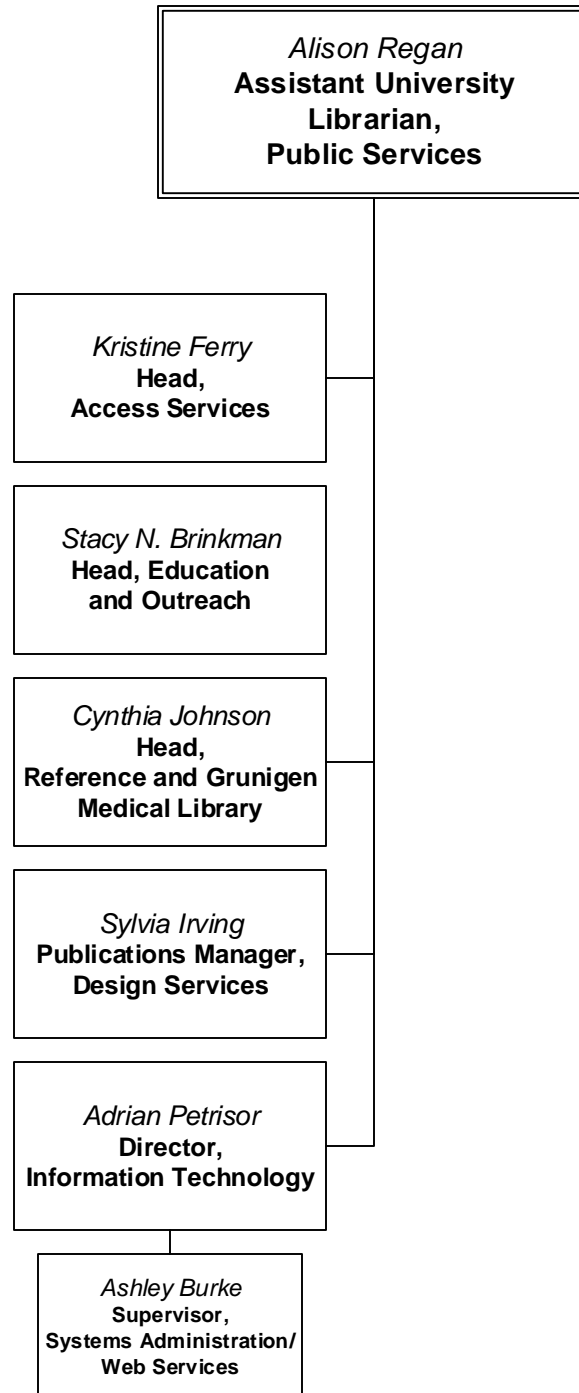 Alison Regan
Assistant University
Librarian,
Public Services
Kristine Ferry
Head,
Access Services
Stacy N. Brinkman
Head, Education
and Outreach
Cynthia Johnson
Head,
Reference and Grunigen
Medical Library
Sylvia Irving
Publications Manager,
Design Services
Adrian Petrisor
Director,
Information Technology
Ashley Burke
Supervisor,
Systems Administration/
Web Services